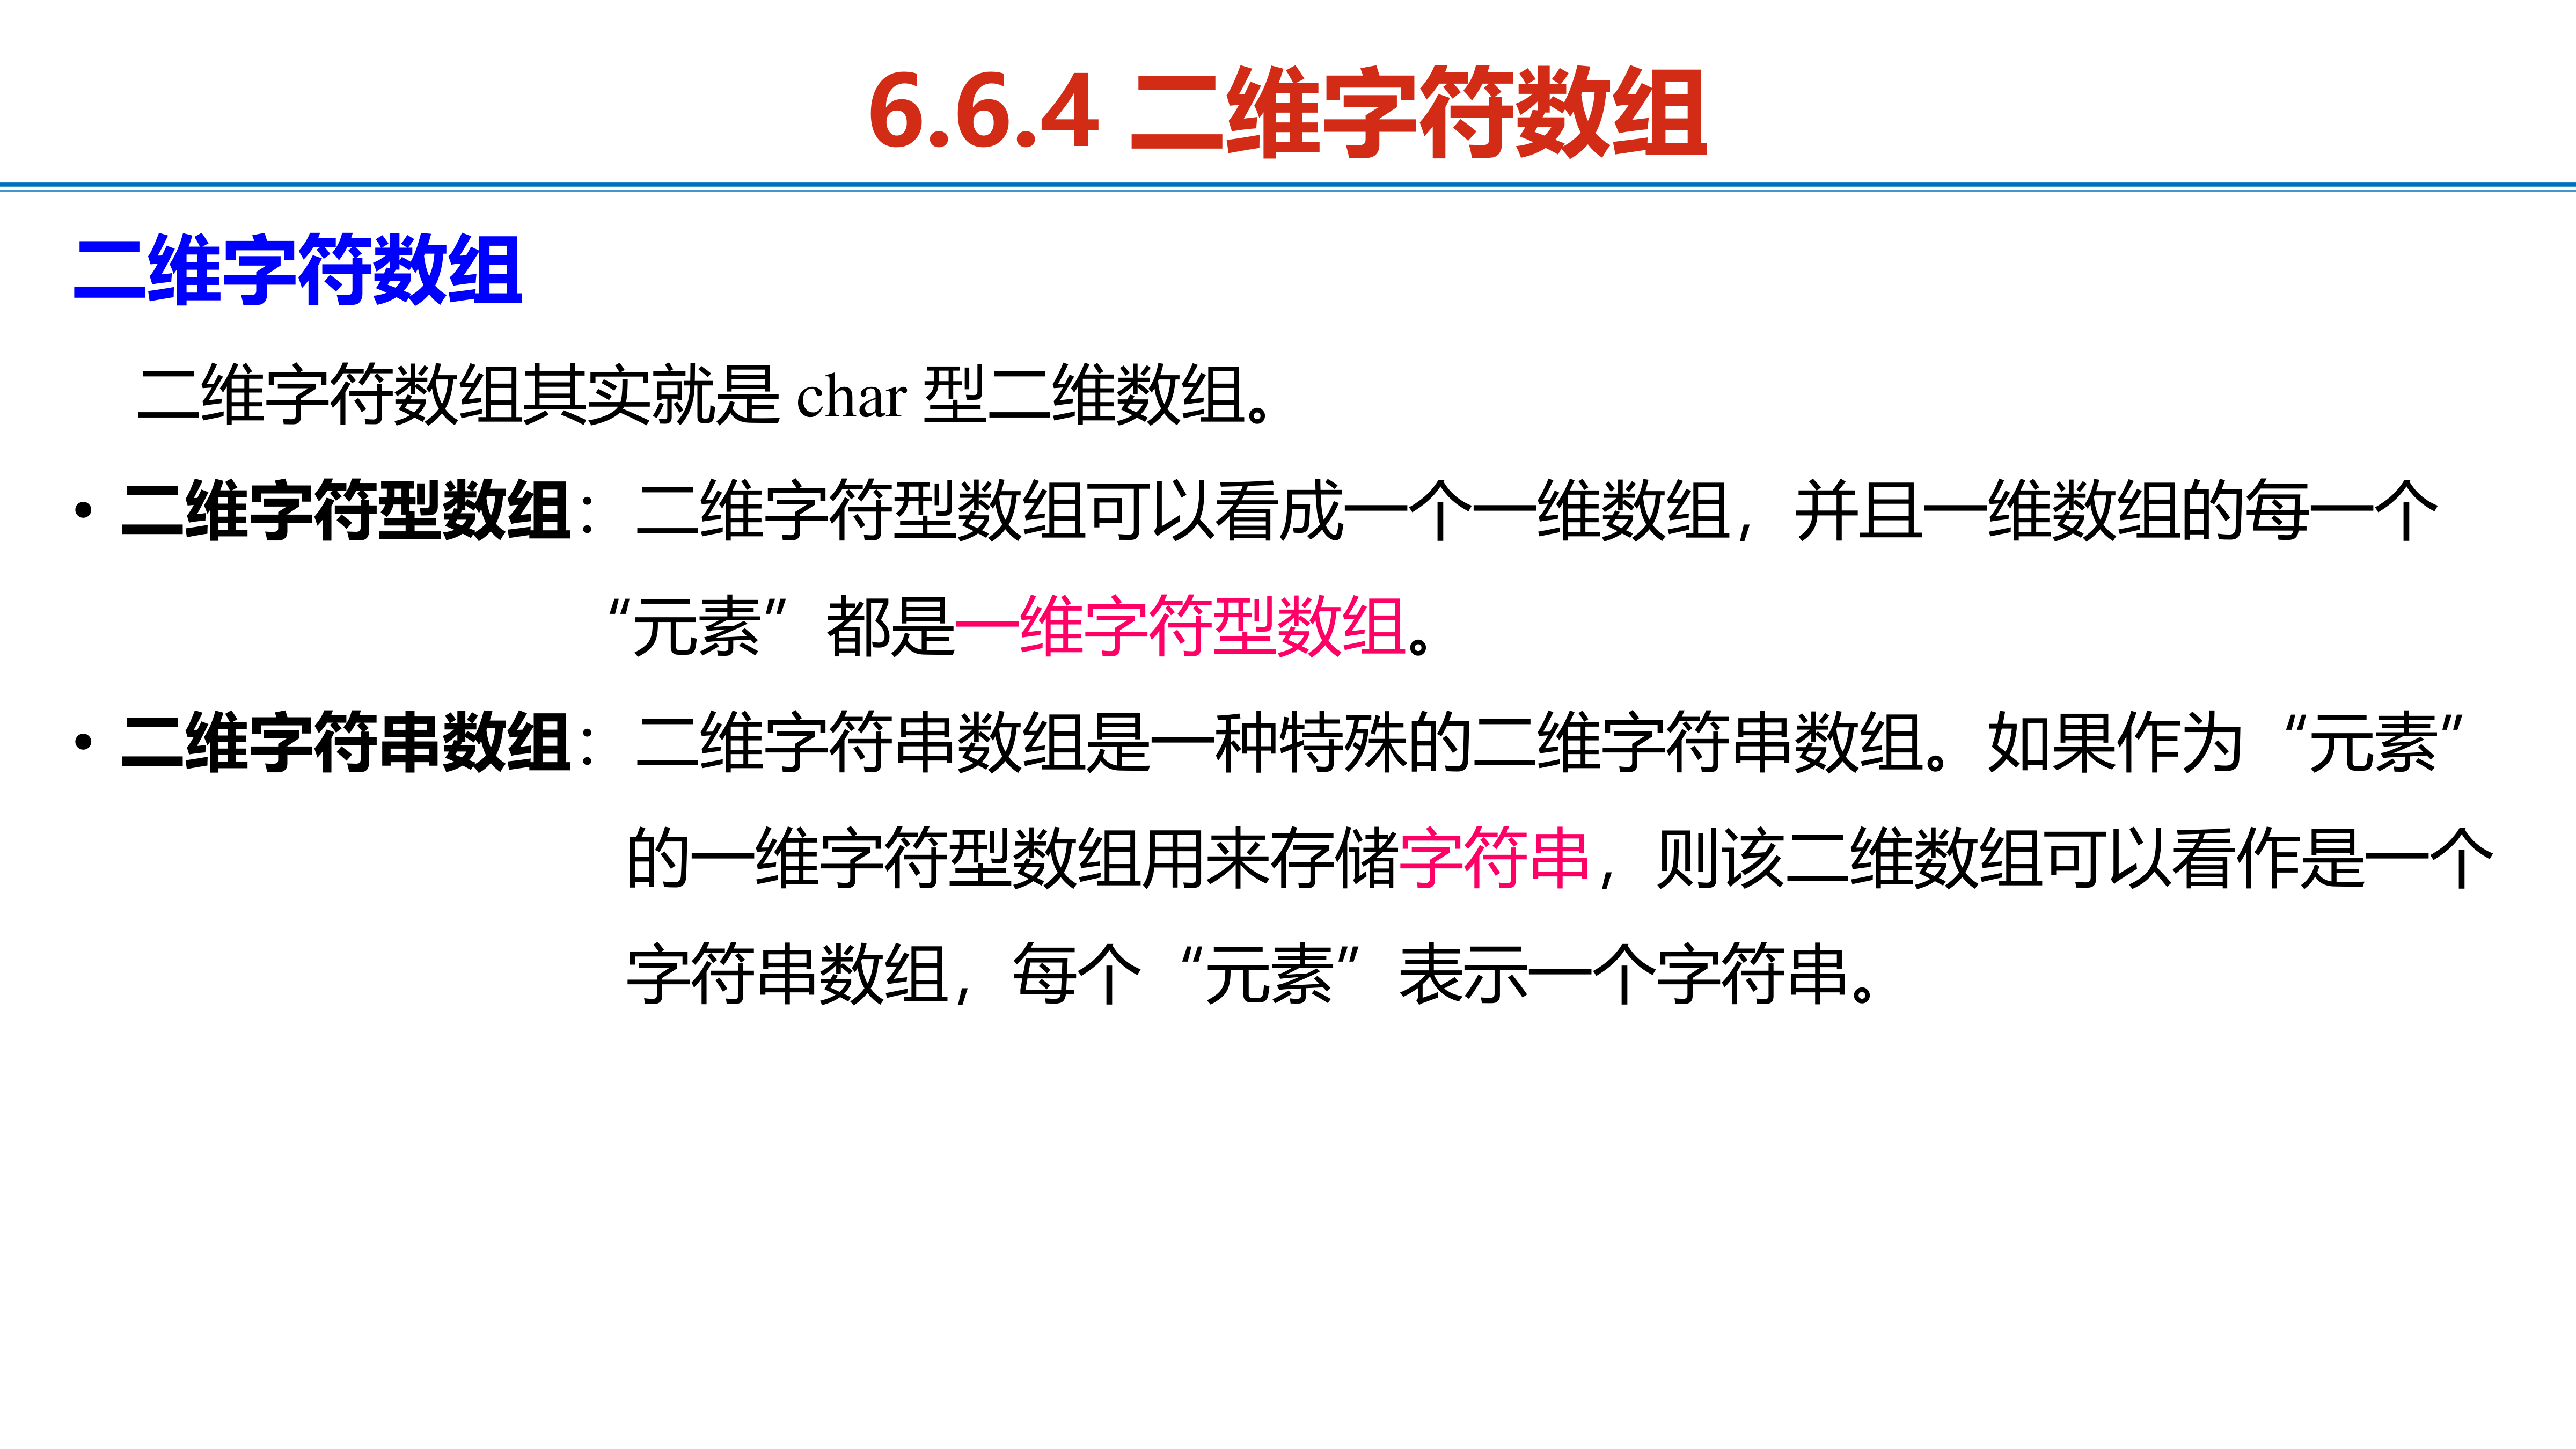 6.6.4 二维字符数组
二维字符数组
二维字符数组其实就是 char 型二维数组。
• 二维字符型数组：二维字符型数组可以看成一个一维数组，并且一维数组的每一个
“元素”都是一维字符型数组。
• 二维字符串数组：二维字符串数组是一种特殊的二维字符串数组。如果作为“元素”
的一维字符型数组用来存储字符串，则该二维数组可以看作是一个
字符串数组，每个“元素”表示一个字符串。